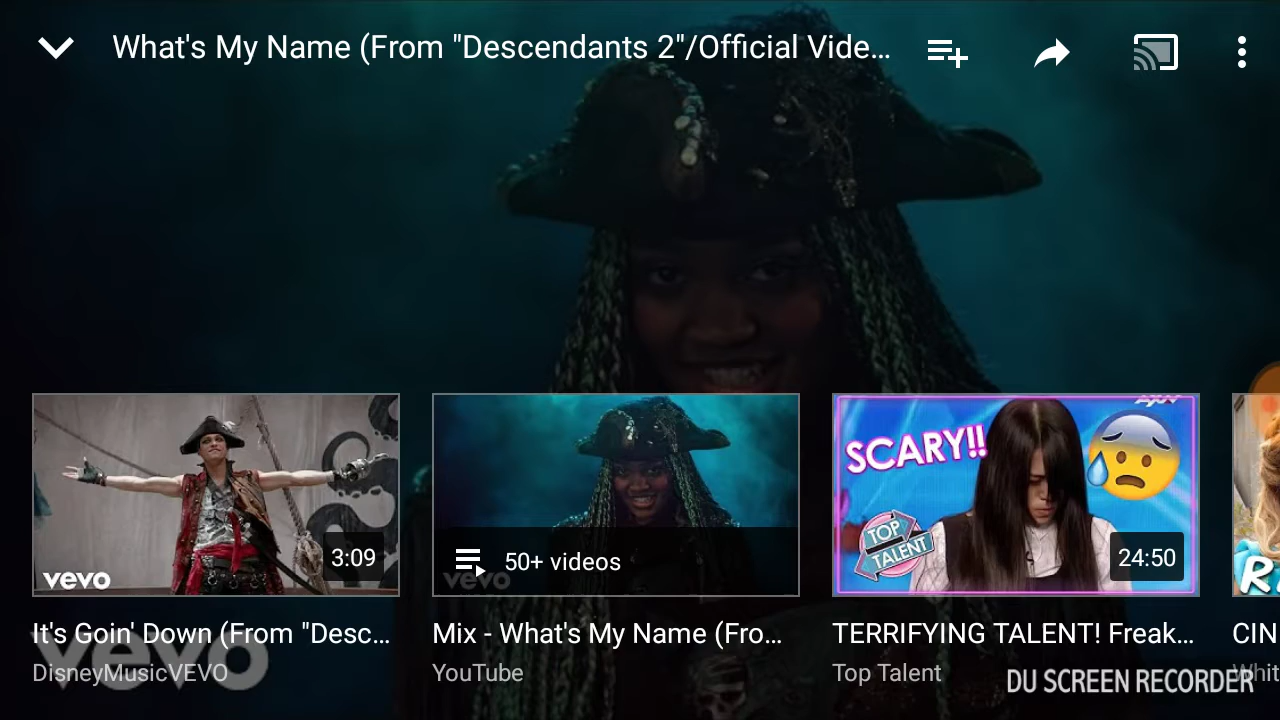 What's My Name (From "Descendants 2"/Official Vide...
SCARY!!
TOP
TALENT
3:09
vevo
50+ videos
vevo
24:50
R
It's Goin' Down (From "Desc...
Mix - What's My Name (Fro...
TERRIFYING TALENT! Freak...
CIN
vevo
DisneyMusicVEVO
YouTube
Top Talent
Whit
DU SCREEN RECORDER